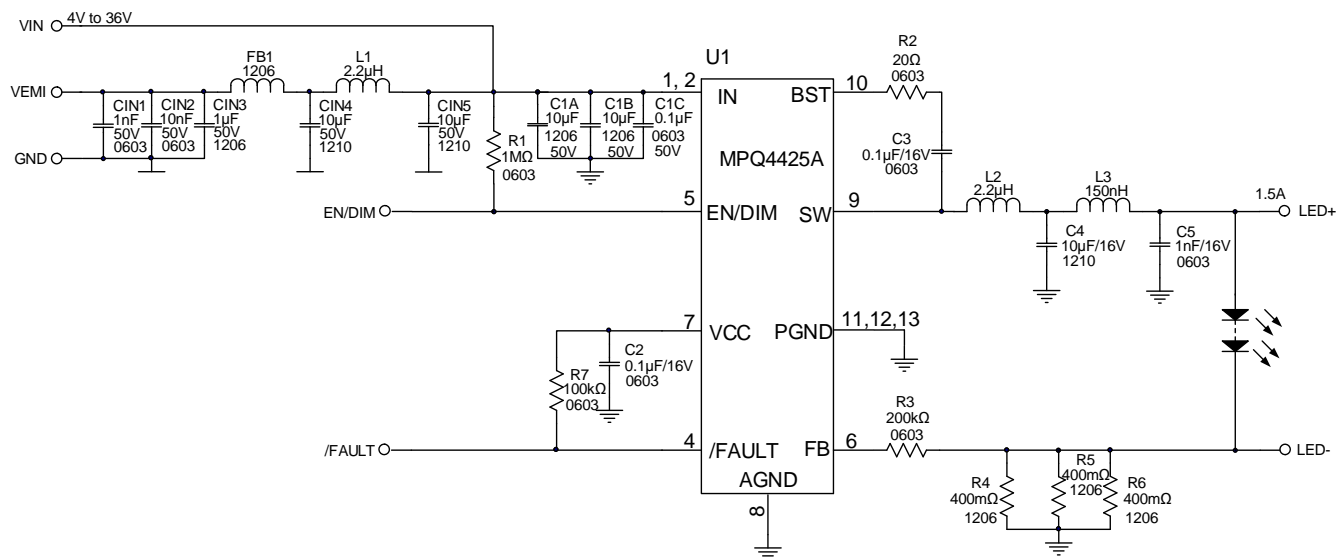 VIN
4V to 36V
VEMI
GND
FB1
1206
L1
2.2µH
CIN1
1nF
50V
0603
CIN2
10nF
50V
0603
CIN3
1µF
50V
1206
CIN4
10µF
50V
1210
CIN5
10µF
50V
1210
R1
1MΩ
0603
C1A
10µF
1206
50V
C1B
10µF
1206
50V
C1C
0.1µF
0603
50V
EN/DIM
U1
1, 2
IN
BST
10
MPQ4425A
5
EN/DIM
SW
9
7
VCC
PGND
11,12,13
4
/FAULT
FB
6
AGND
8
R2
20Ω
0603
C3
0.1µF/16V
0603
L2
2.2µH
L3
150nH
1.5A
LED+
C4
10µF/16V
1210
C5
1nF/16V
0603
C2
0.1µF/16V
0603
R7
100kΩ
0603
/FAULT
R3
200kΩ
0603
LED-
R4
400mΩ
1206
R5
400mΩ
1206
R6
400mΩ
1206